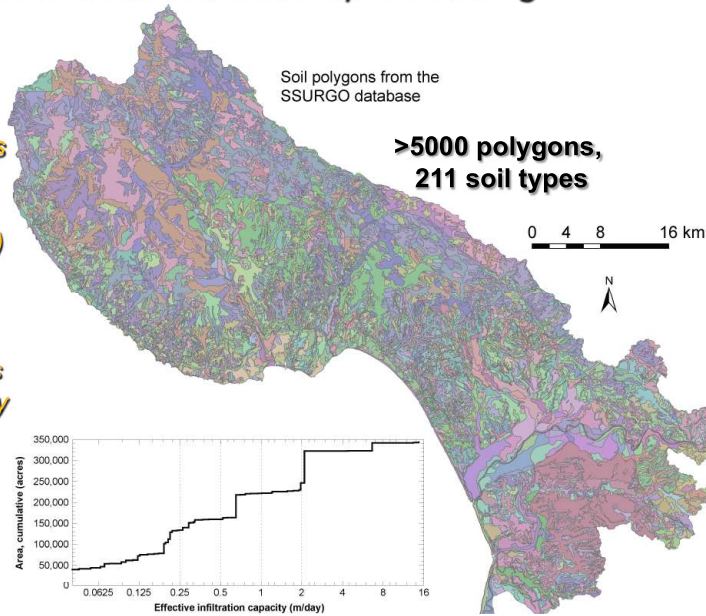 Soil polygons from the
SSURGO database
>5000 polygons,
211 soil types
0 4 8 16 km
N
350,000
300,000
250,000
200,000
150,000
100,000
50,000
0
Area, cumulative (acres)
0.0625 0.125 0.25 0.5 1 2 4 8 16
Effective infiltration capacity (m/day)